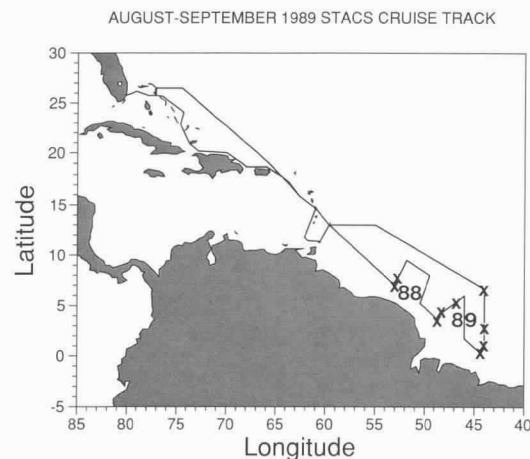 AUGUST-SEPTEMBER 1989 STACS CRUISE TRACK
30
25
20
15
10
5
0
-5
Latitude
X
X
88
X
X
X
X
89
X
X
X
85 80 75 70 65 60 55 50 45 40
Longitude